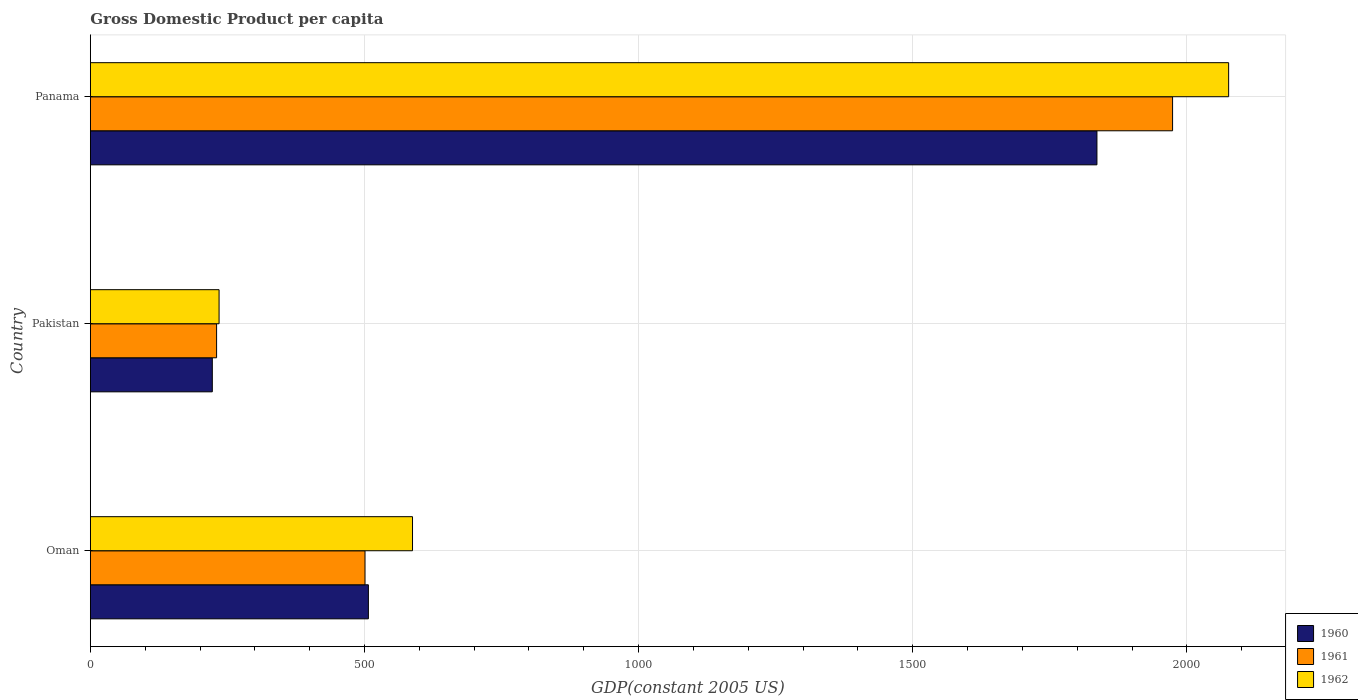 Gross Domestic Product per capita
Panama
Pakistan
Oman
Country
0
500
1000
1500
2000
GDP(constant 2005 US)
1960
1961
1962